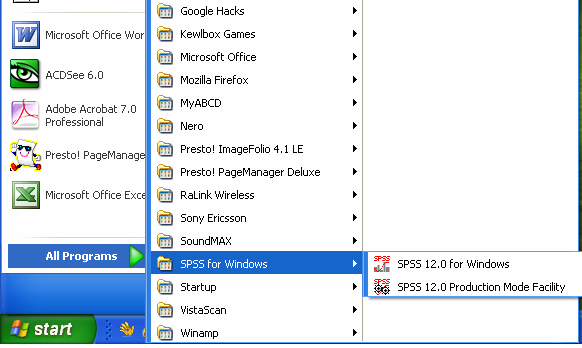 Microsoft Office Wor
ACDSee 6.0
Adobe Acrobat 7.0
Professional
Presto! PageManager
Microsoft Office Exce
All Programs
start
Google Hacks
Kewlbox Games
Microsoft Office
Mozilla Firefox
MyABCD
Nero
Presto! ImageFolio 4.1 LE
Presto! PageManager Deluxe
RaLink Wireless
Sony Ericsson
SoundMAX
SPSS for Windows
Startup
VistaScan
Winamp
SPSS 12.0 for Windows
SPSS 12.0 Production Mode Facility